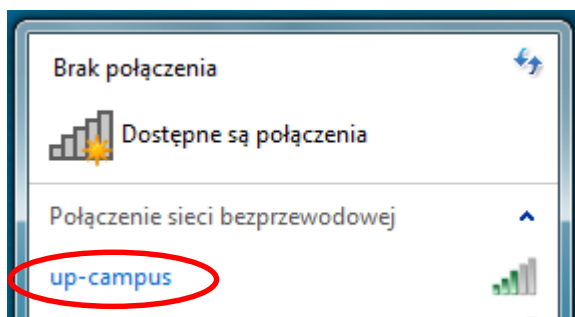 Brak połączenia
Dostępne są połączenia
Połączenie sieci bezprzewodowej
up-campus